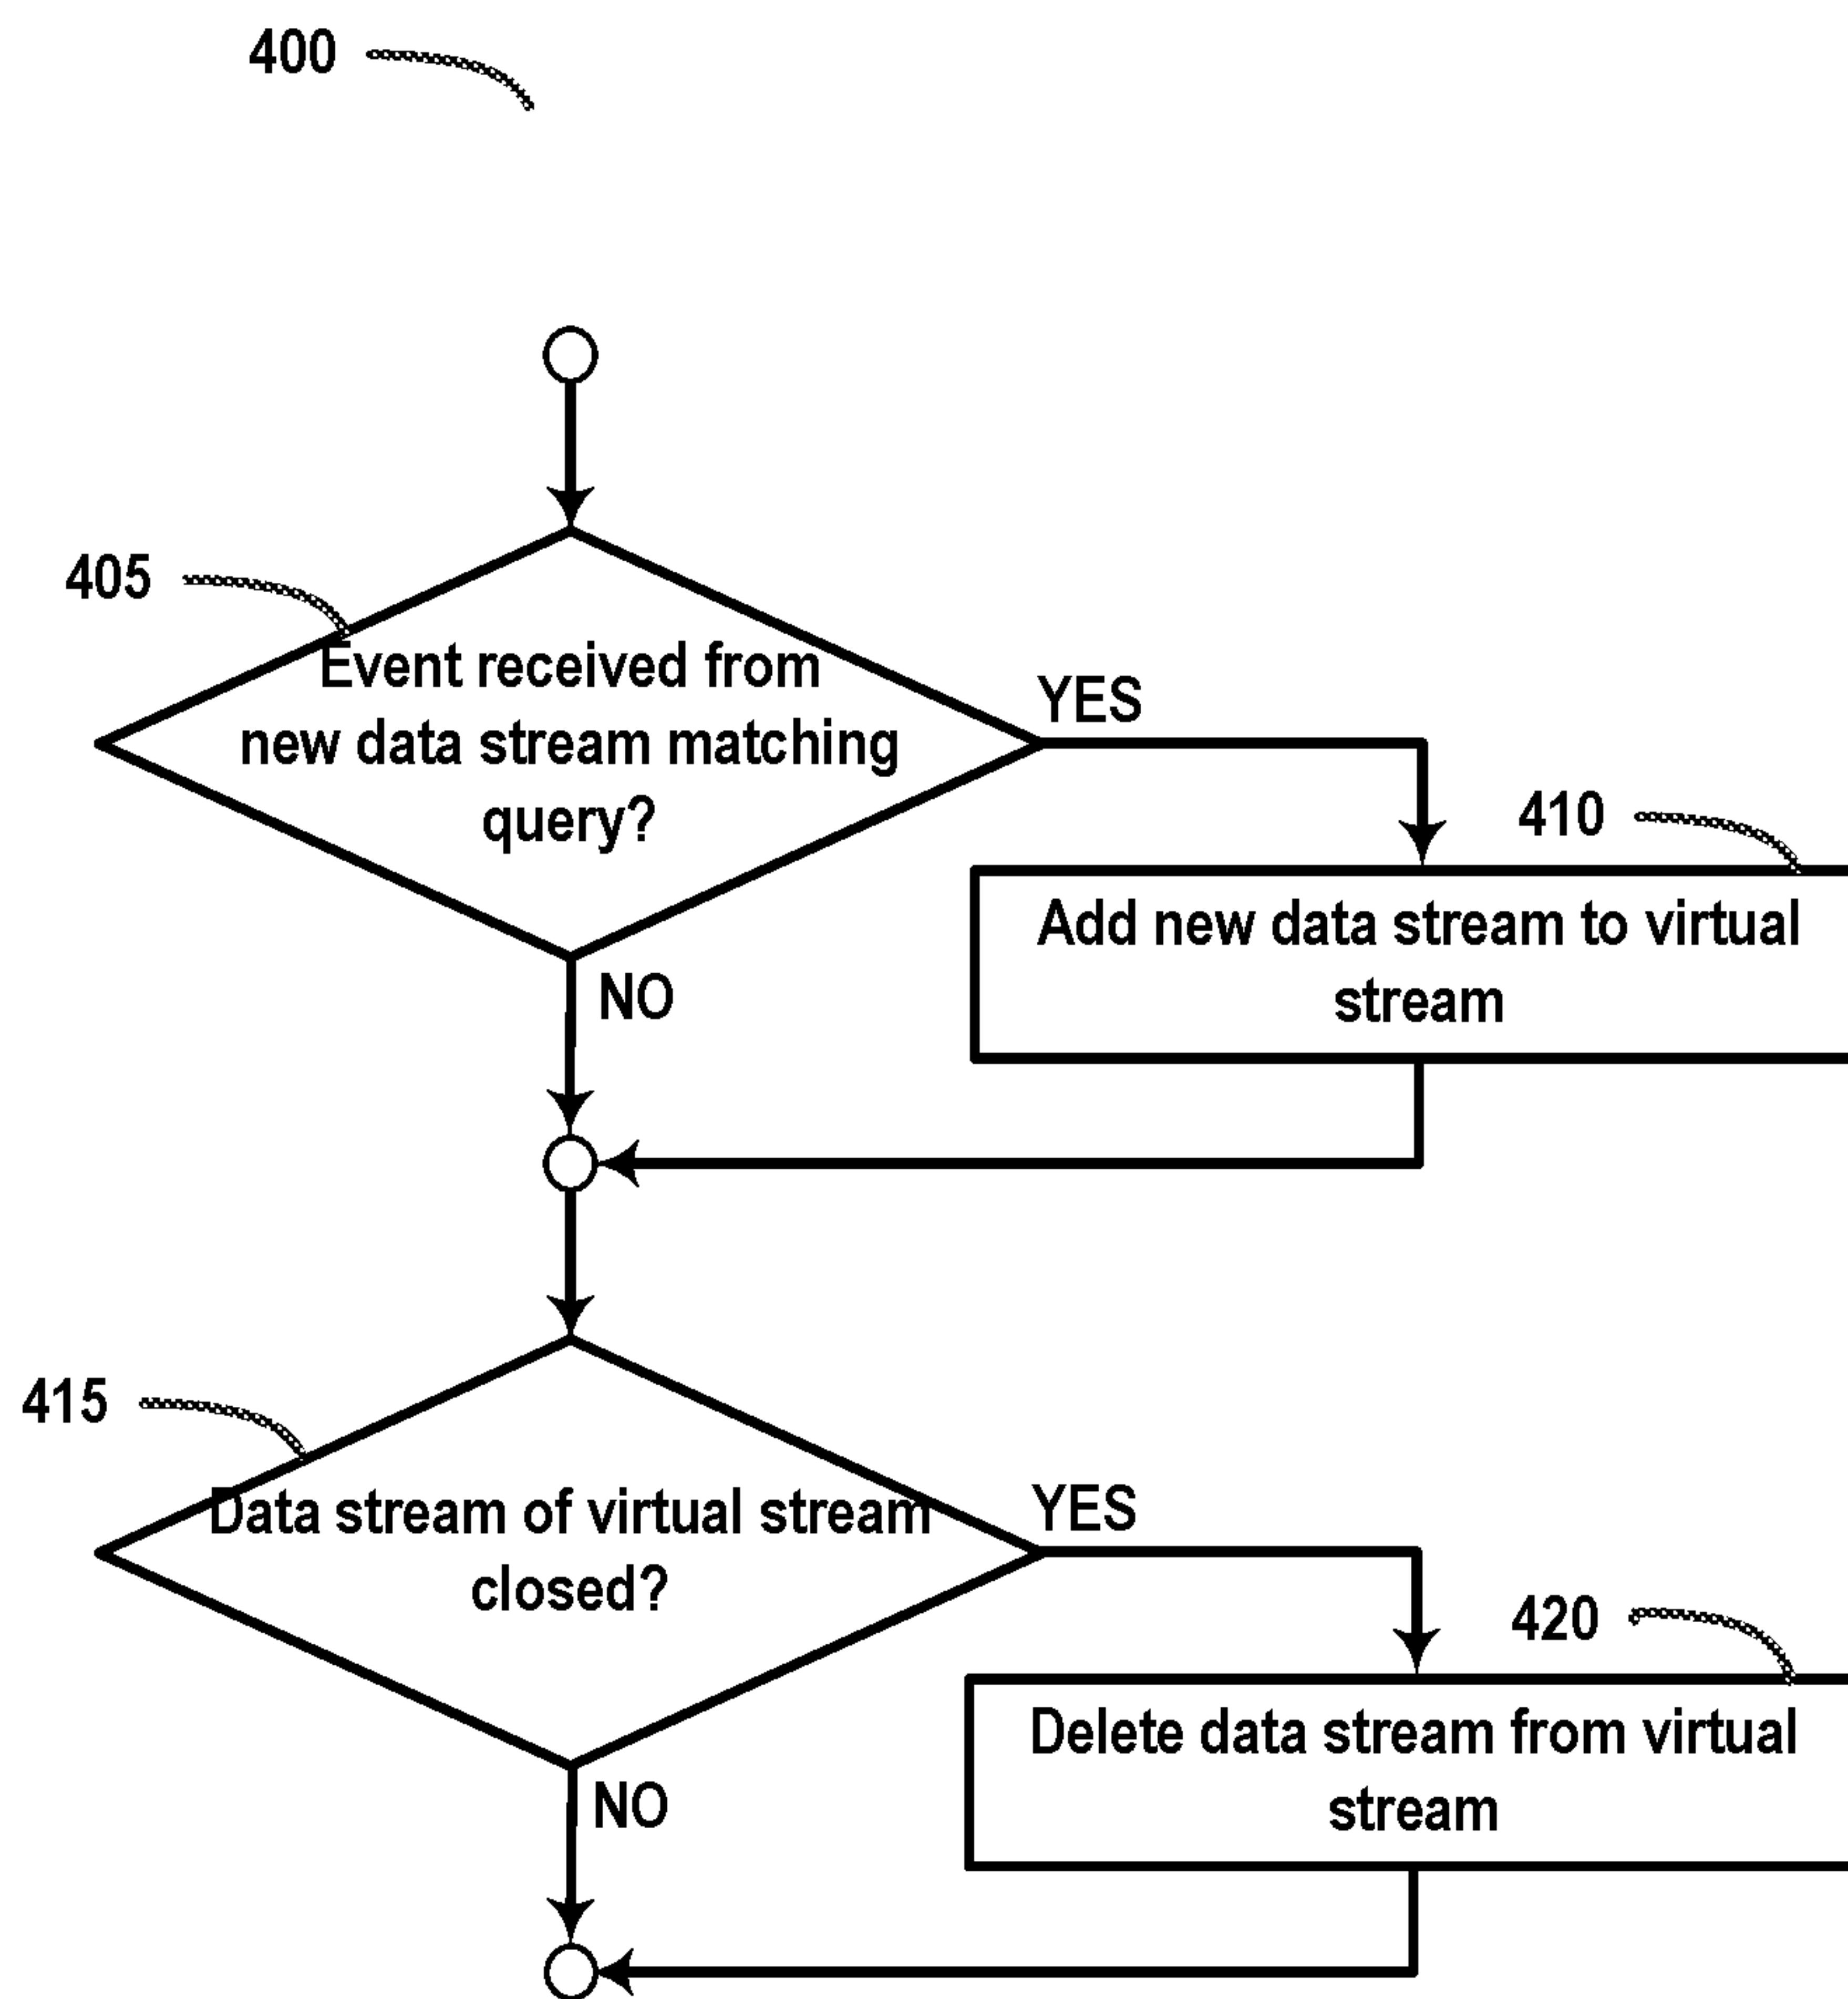 400
405
Event received from
new data stream matching
query?
YES
410
Add new data stream to virtual
stream
NO
415
Data stream of virtual stream
closed?
YES
420
Delete data stream from virtual
stream
NO